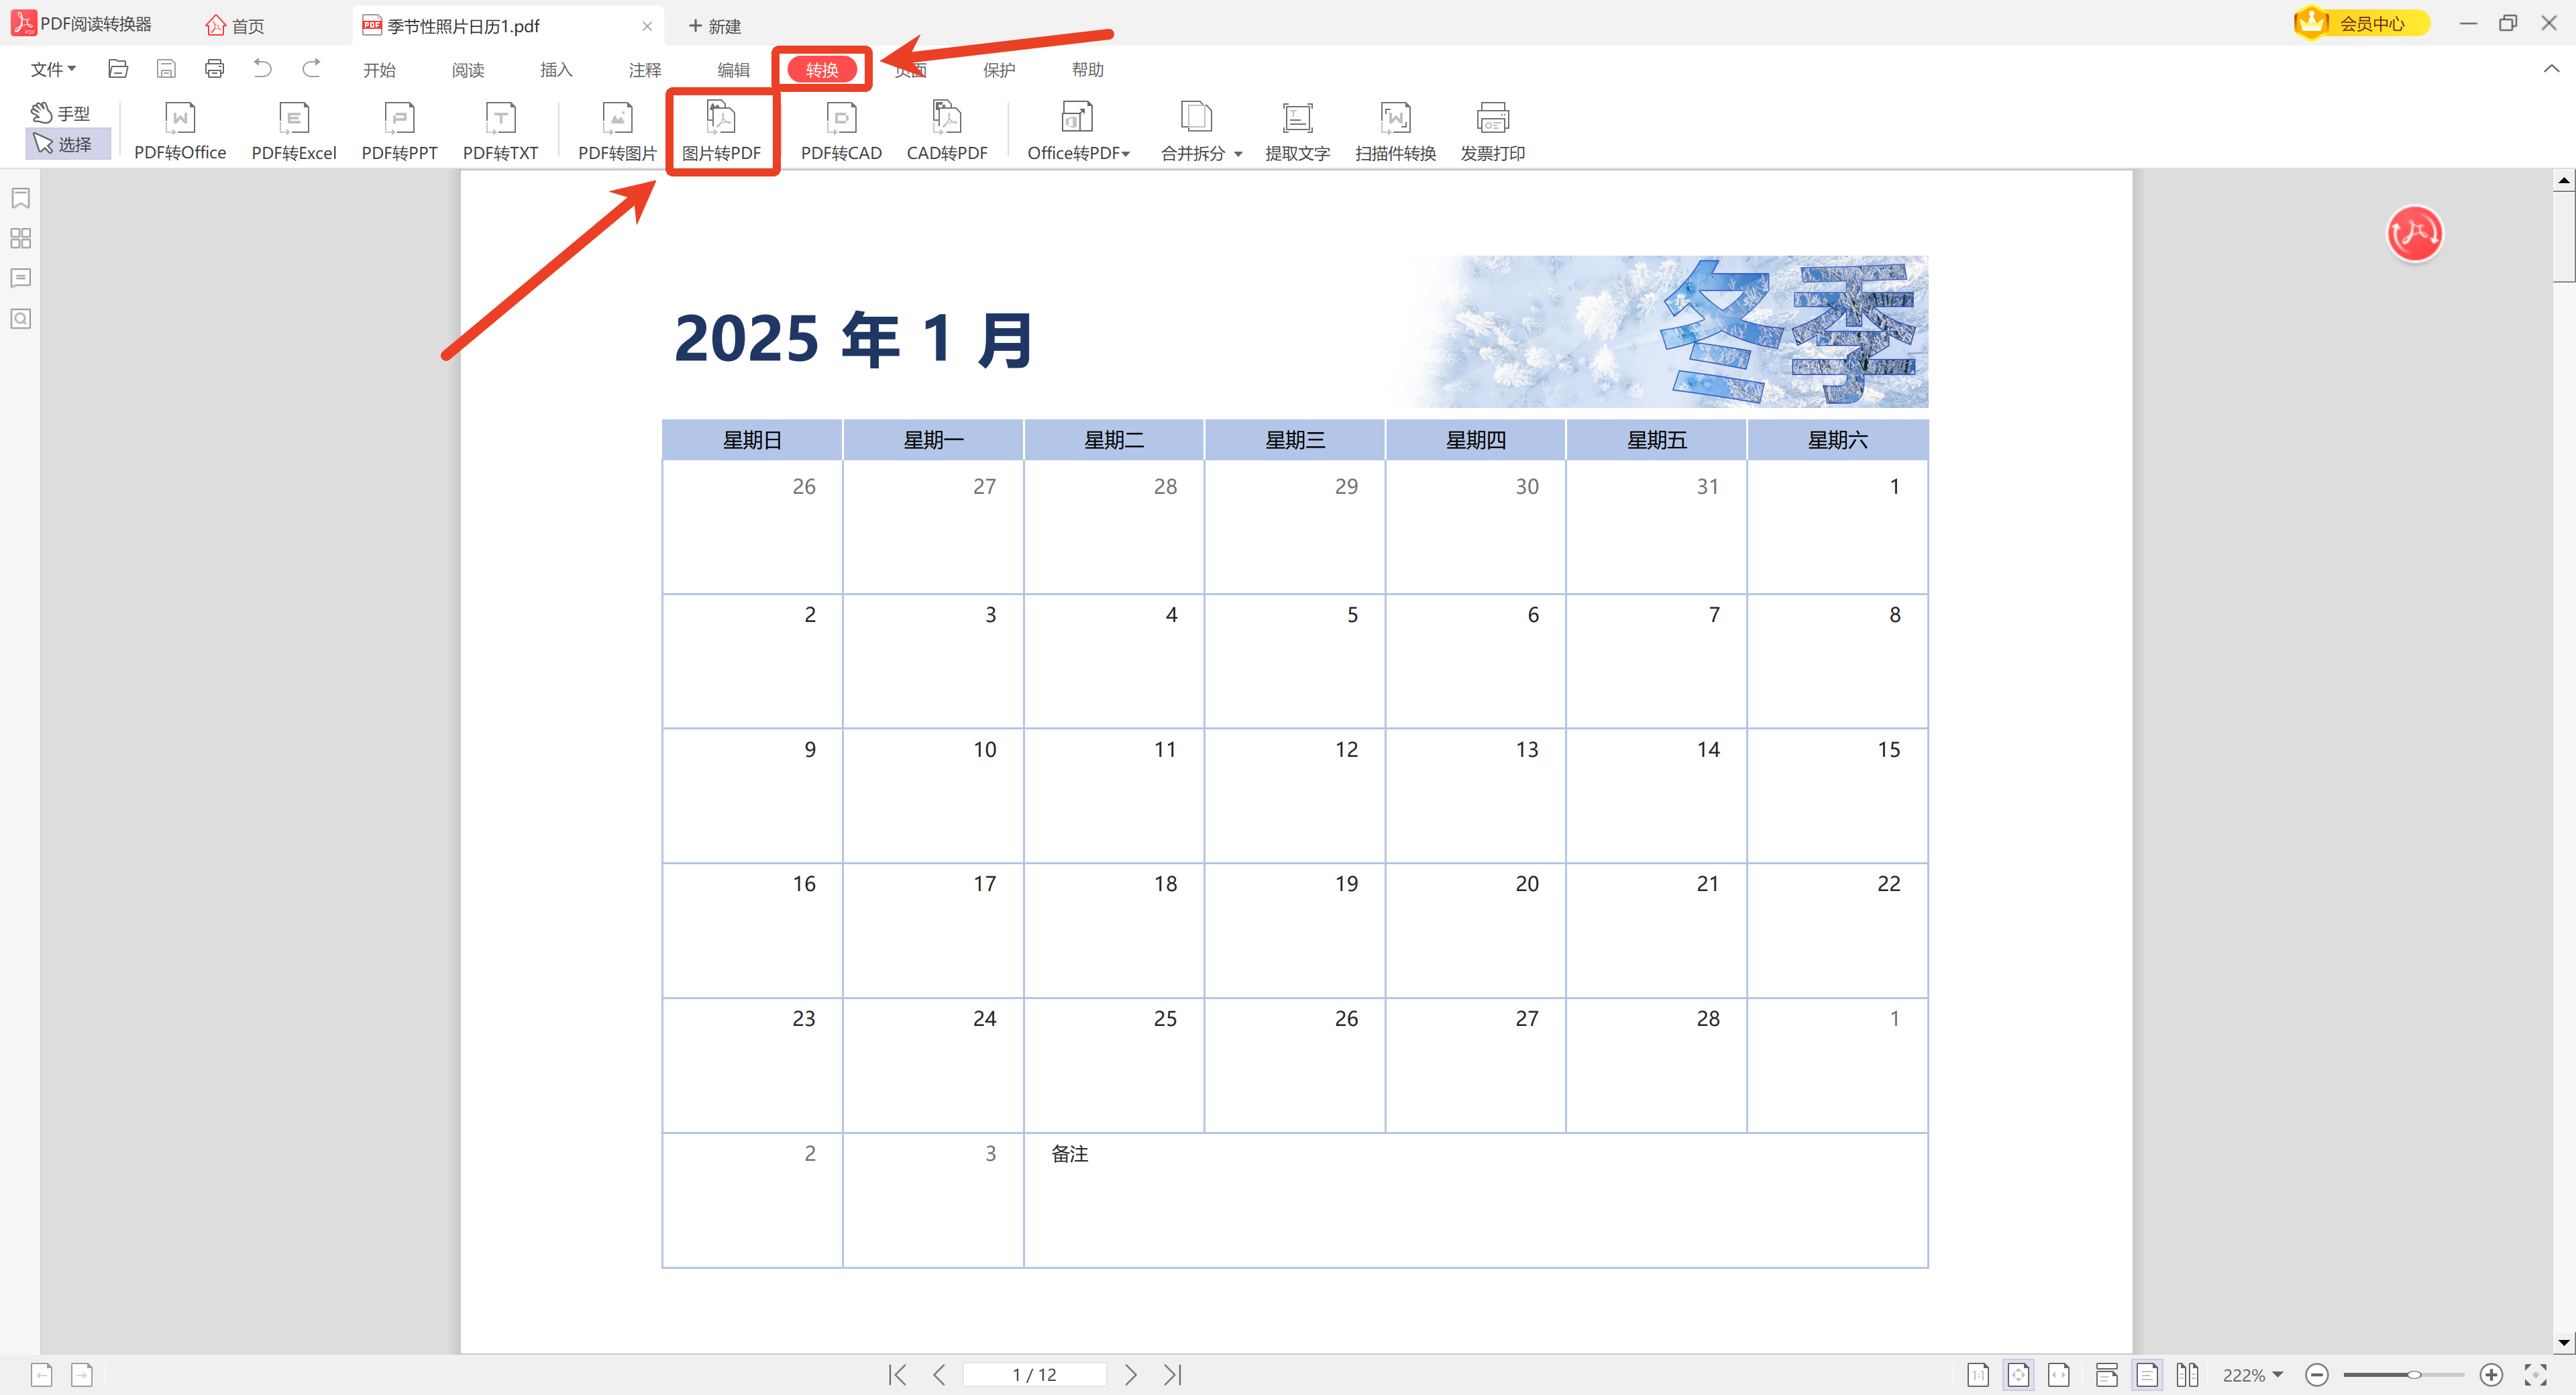 PDF阅读转换器 首页 季节性照片日历1.pdf 新建 会员中心
文件 开始 阅读 插入 注释 编辑 转换 页面 保护 帮助
手型
选择
PDF转Office PDF转Excel PDF转PPT PDF转TXT PDF转图片 图片转PDF PDF转CAD CAD转PDF Office转PDF 合并拆分 提取文字 扫描件转换 发票打印
冬季
2025 年 1 月
星期日 星期一 星期二 星期三 星期四 星期五 星期六
26 27 28 29 30 31 1
2 3 4 5 6 7 8
9 10 11 12 13 14 15
16 17 18 19 20 21 22
23 24 25 26 27 28 1
2 3 备注
1 / 12 222%